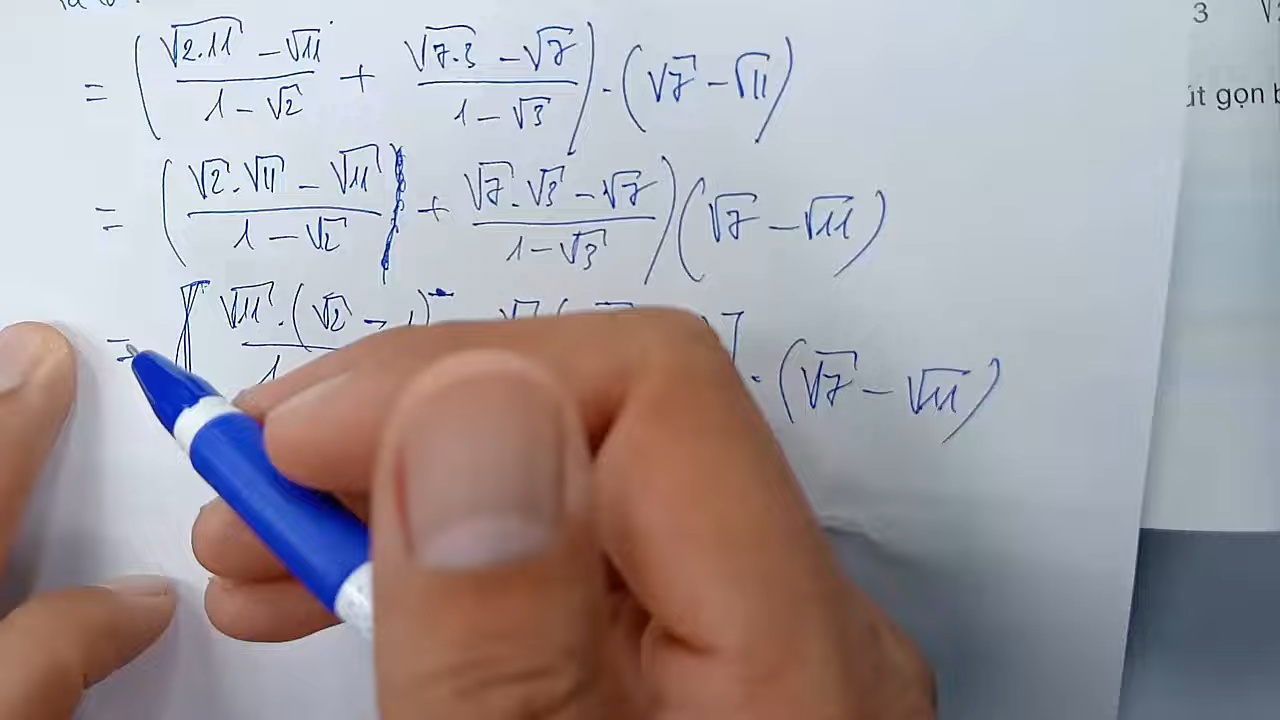 = (√2.11 - √11 / 1 - √2 + √7.3 - √7 / 1 - √3) . (√7 - √11)
= (√2 . √11 - √11 / 1 - √2 + √7 . √3 - √7 / 1 - √3) (√7 - √11)
= [√11 . (√2 - 1) ] . (√7 - √11)
3
út gọn